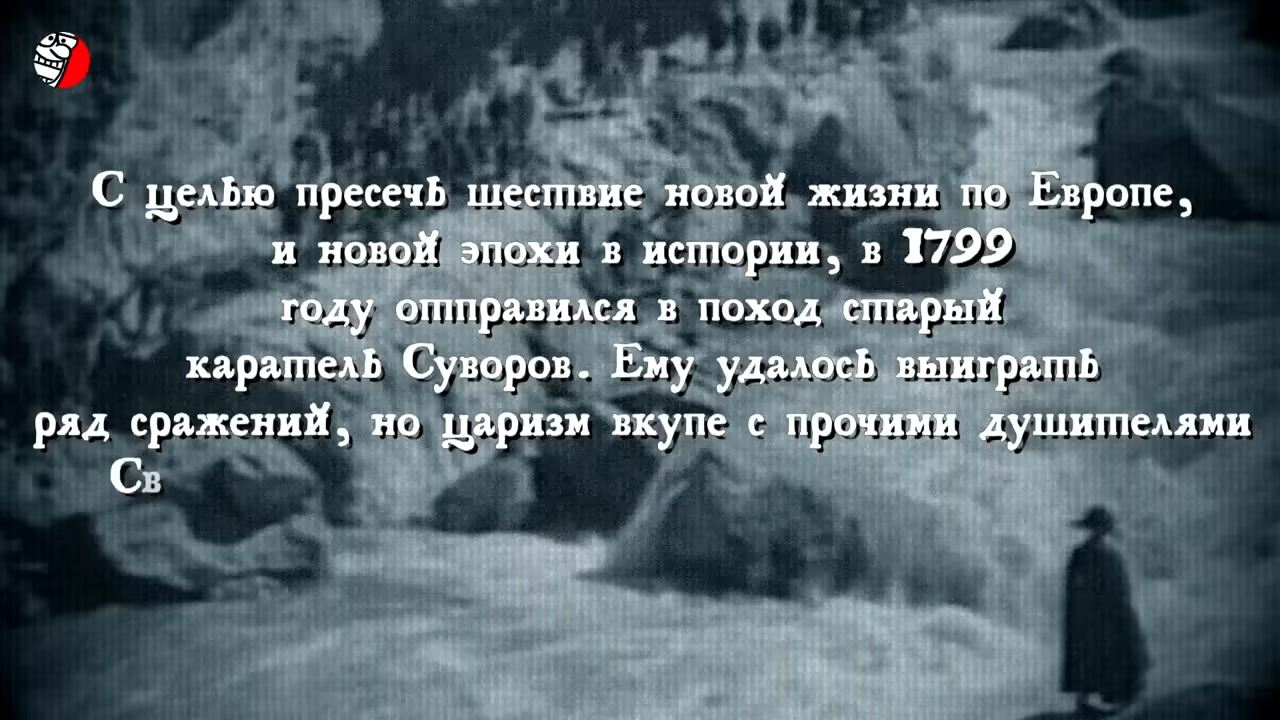 С целью пресечь шествие новой жизни по Европе,
и новой эпохи в истории, в 1799
году отправился в поход старый
каратель Суворов. Ему удалось выиграть
ряд сражений, но царизм вкупе с прочими душителями
Св